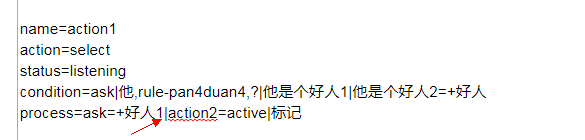 name=action1
action=select
status=listening
condition=ask|他,rule-pan4duan4,?|他是个好人1|他是个好人2=+好人
process=ask=+好人1|action2=active|标记